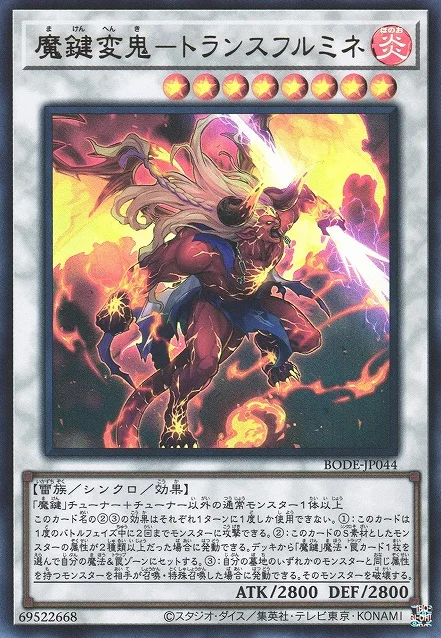 魔鍵変鬼－トランスフルミネ
炎
BODE-JP044
【雷族／シンクロ／効果】
「魔鍵」チューナー＋チューナー以外の通常モンスター1体以上
このカード名の②③の効果はそれぞれ1ターンに1度しか使用できない。①：このカードは
1度のバトルフェイズ中に2回までモンスターに攻撃できる。②：このカードのS素材としたモン
スターの属性が2種類以上だった場合に発動できる。デッキから「魔鍵」魔法・罠カード1枚を
選んで自分の魔法＆罠ゾーンにセットする。③：自分の墓地のいずれかのモンスターと同じ属性
を持つモンスターを相手が召喚・特殊召喚した場合に発動できる。そのモンスターを破壊する。
ATK/2800 DEF/2800
69522668
©スタジオ・ダイス／集英社・テレビ東京・KONAMI